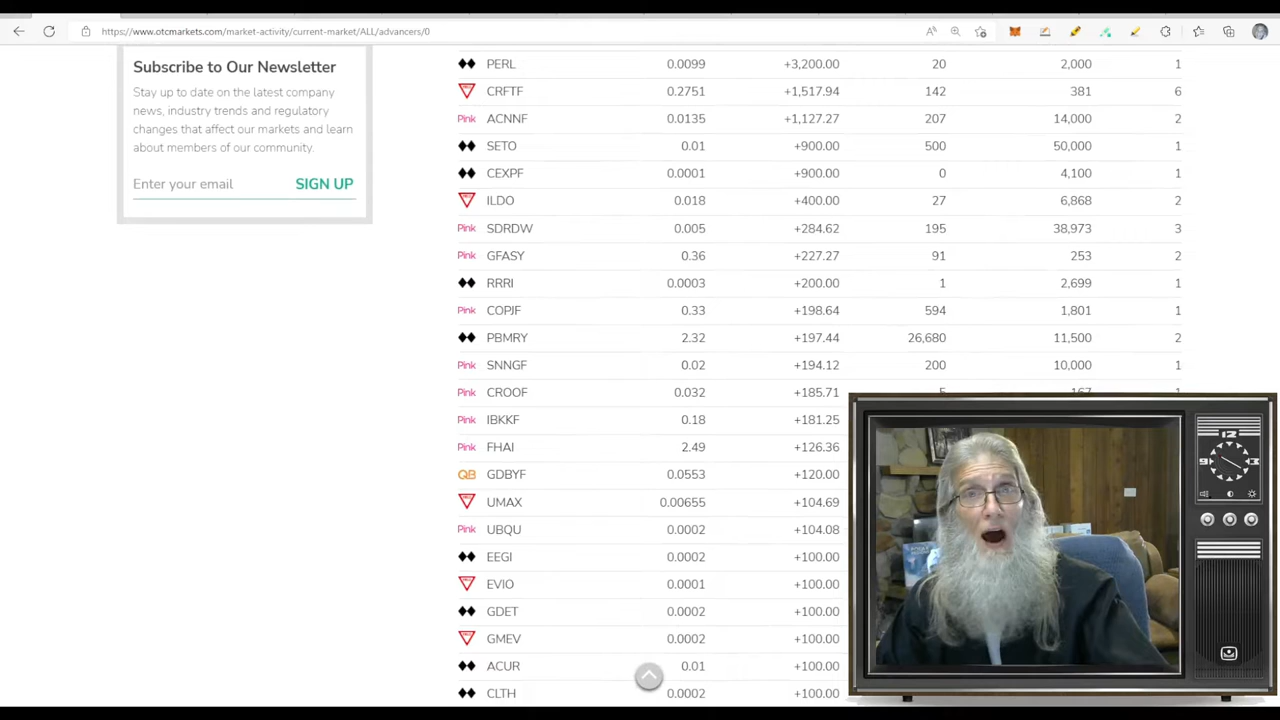 https://www.otcmarkets.com/market-activity/current-market/ALL/advancers/0
Subscribe to Our Newsletter
Stay up to date on the latest company
news, industry trends and regulatory
changes that affect our markets and learn
about members of our community.
Enter your email SIGN UP
PERL 0.0099 +3,200.00 20 2,000 1
CRFTF 0.2751 +1,517.94 142 381 6
Pink ACNNF 0.0135 +1,127.27 207 14,000 2
SETO 0.01 +900.00 500 50,000 1
CEXPF 0.0001 +900.00 0 4,100 1
ILDO 0.018 +400.00 27 6,868 2
Pink SDRDW 0.005 +284.62 195 38,973 3
Pink GFASY 0.36 +227.27 91 253 2
RRRI 0.0003 +200.00 1 2,699 1
Pink COPJF 0.33 +198.64 594 1,801 1
PBMRY 2.32 +197.44 26,680 11,500 2
Pink SNNGF 0.02 +194.12 200 10,000 1
Pink CROOF 0.032 +185.71 5 167 1
Pink IBKKF 0.18 +181.25
Pink FHAI 2.49 +126.36
QB GDBYF 0.0553 +120.00
UMAX 0.00655 +104.69
Pink UBQU 0.0002 +104.08
EEGI 0.0002 +100.00
EVIO 0.0001 +100.00
GDET 0.0002 +100.00
GMEV 0.0002 +100.00
ACUR 0.01 +100.00
CLTH 0.0002 +100.00
12
9 3